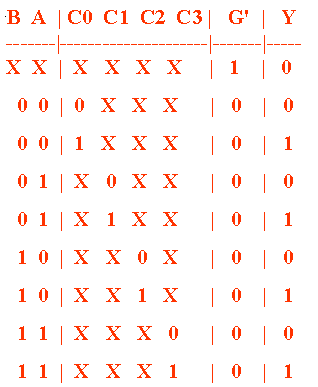 B A | C0 C1 C2 C3 | G' | Y
-------|--------------------|------|-----
X X | X X X X | 1 | 0
0 0 | 0 X X X | 0 | 0
0 0 | 1 X X X | 0 | 1
0 1 | X 0 X X | 0 | 0
0 1 | X 1 X X | 0 | 1
1 0 | X X 0 X | 0 | 0
1 0 | X X 1 X | 0 | 1
1 1 | X X X 0 | 0 | 0
1 1 | X X X 1 | 0 | 1